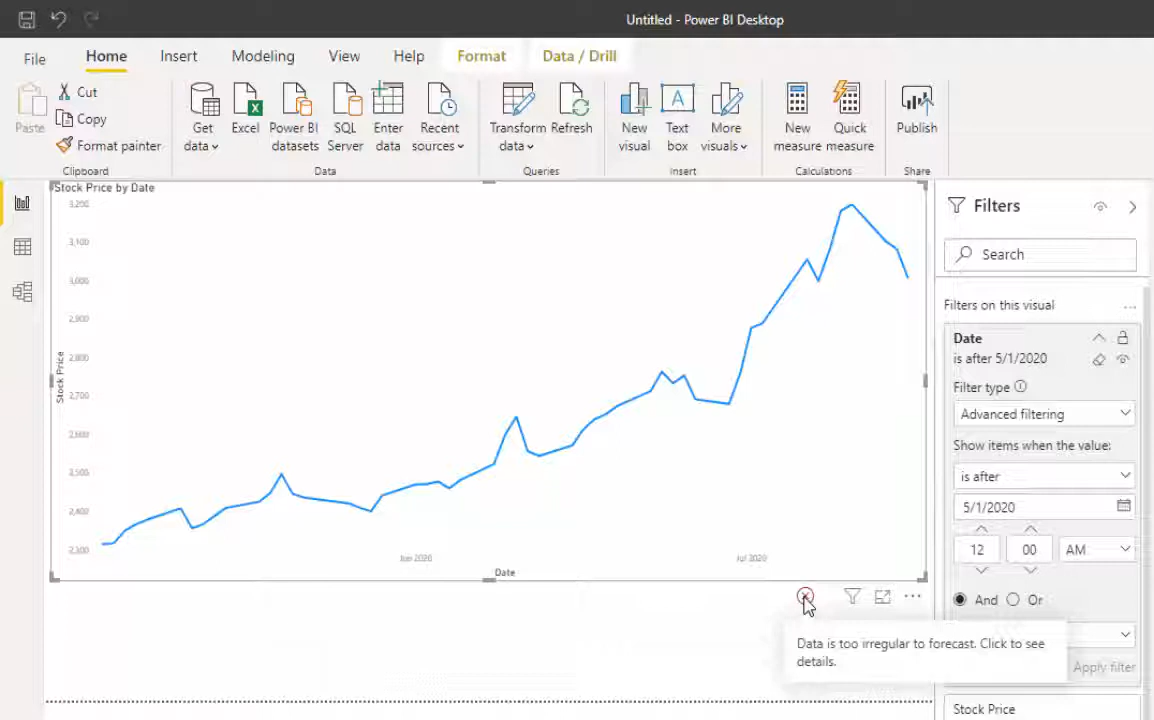 Untitled - Power BI Desktop
File Home Insert Modeling View Help Format Data / Drill
Paste
Cut
Copy
Format painter
Get data
Excel
Power BI datasets
SQL Server
Enter data
Recent sources
Transform data
Refresh
New visual
Text box
More visuals
New measure
Quick measure
Publish
Clipboard Data Queries Insert Calculations Share
Stock Price by Date
3,200
3,100
3,000
2,900
2,800
2,700
2,600
2,500
2,400
2,300
Stock Price
Jun 2020 Jul 2020
Date
Data is too irregular to forecast. Click to see
details.
Filters
Search
Filters on this visual
Date
is after 5/1/2020
Filter type
Advanced filtering
Show items when the value:
is after
5/1/2020
12 00 AM
And Or
Apply filter
Stock Price